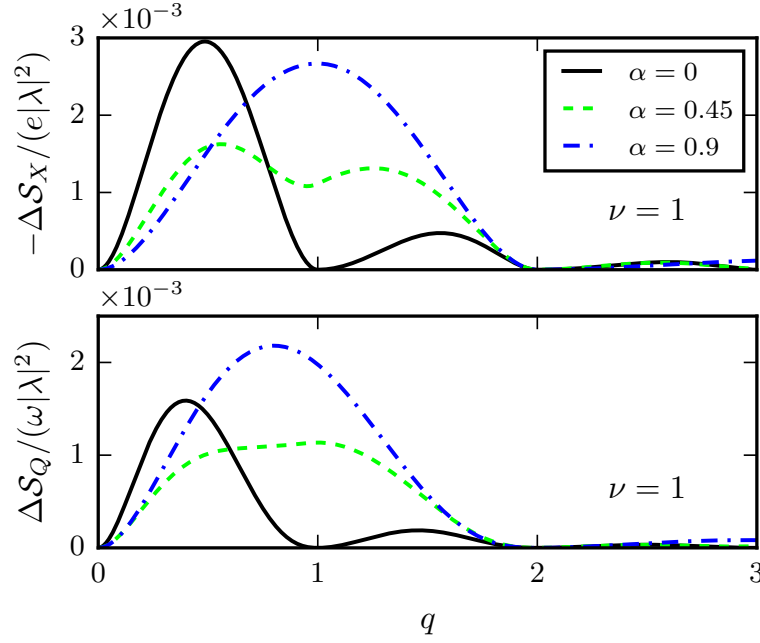 ×10⁻³
3
2
1
0
−Δ𝒮_X/(e|λ|²)
α = 0
α = 0.45
α = 0.9
ν = 1
×10⁻³
2
1
0
Δ𝒮_Q/(ω|λ|²)
ν = 1
0 1 2 3
q